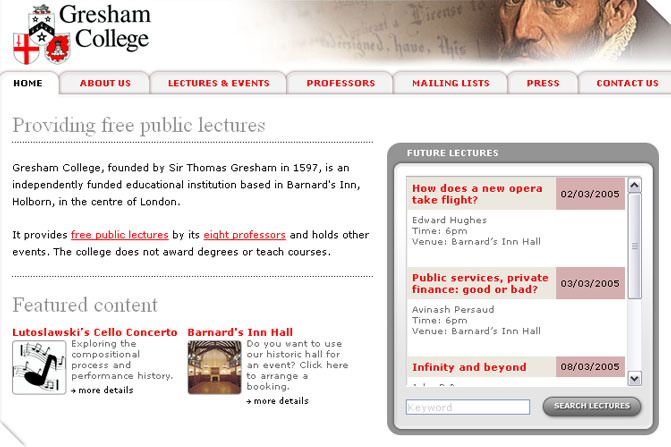 Gresham
College
HOME
ABOUT US
LECTURES & EVENTS
PROFESSORS
MAILING LISTS
PRESS
CONTACT US
Providing free public lectures
Gresham College, founded by Sir Thomas Gresham in 1597, is an
independently funded educational institution based in Barnard's Inn,
Holborn, in the centre of London.
It provides free public lectures by its eight professors and holds other
events. The college does not award degrees or teach courses.
Featured content
Lutoslawski's Cello Concerto
Exploring the
compositional
process and
performance history.
more details
Barnard's Inn Hall
Do you want to use
our historic hall for
an event? Click here
to arrange a
booking.
more details
FUTURE LECTURES
How does a new opera
take flight?
02/03/2005
Edward Hughes
Time: 6pm
Venue: Barnard's Inn Hall
Public services, private
finance: good or bad?
03/03/2005
Avinash Persaud
Time: 6pm
Venue: Barnard's Inn Hall
Infinity and beyond
08/03/2005
Keyword
SEARCH LECTURES